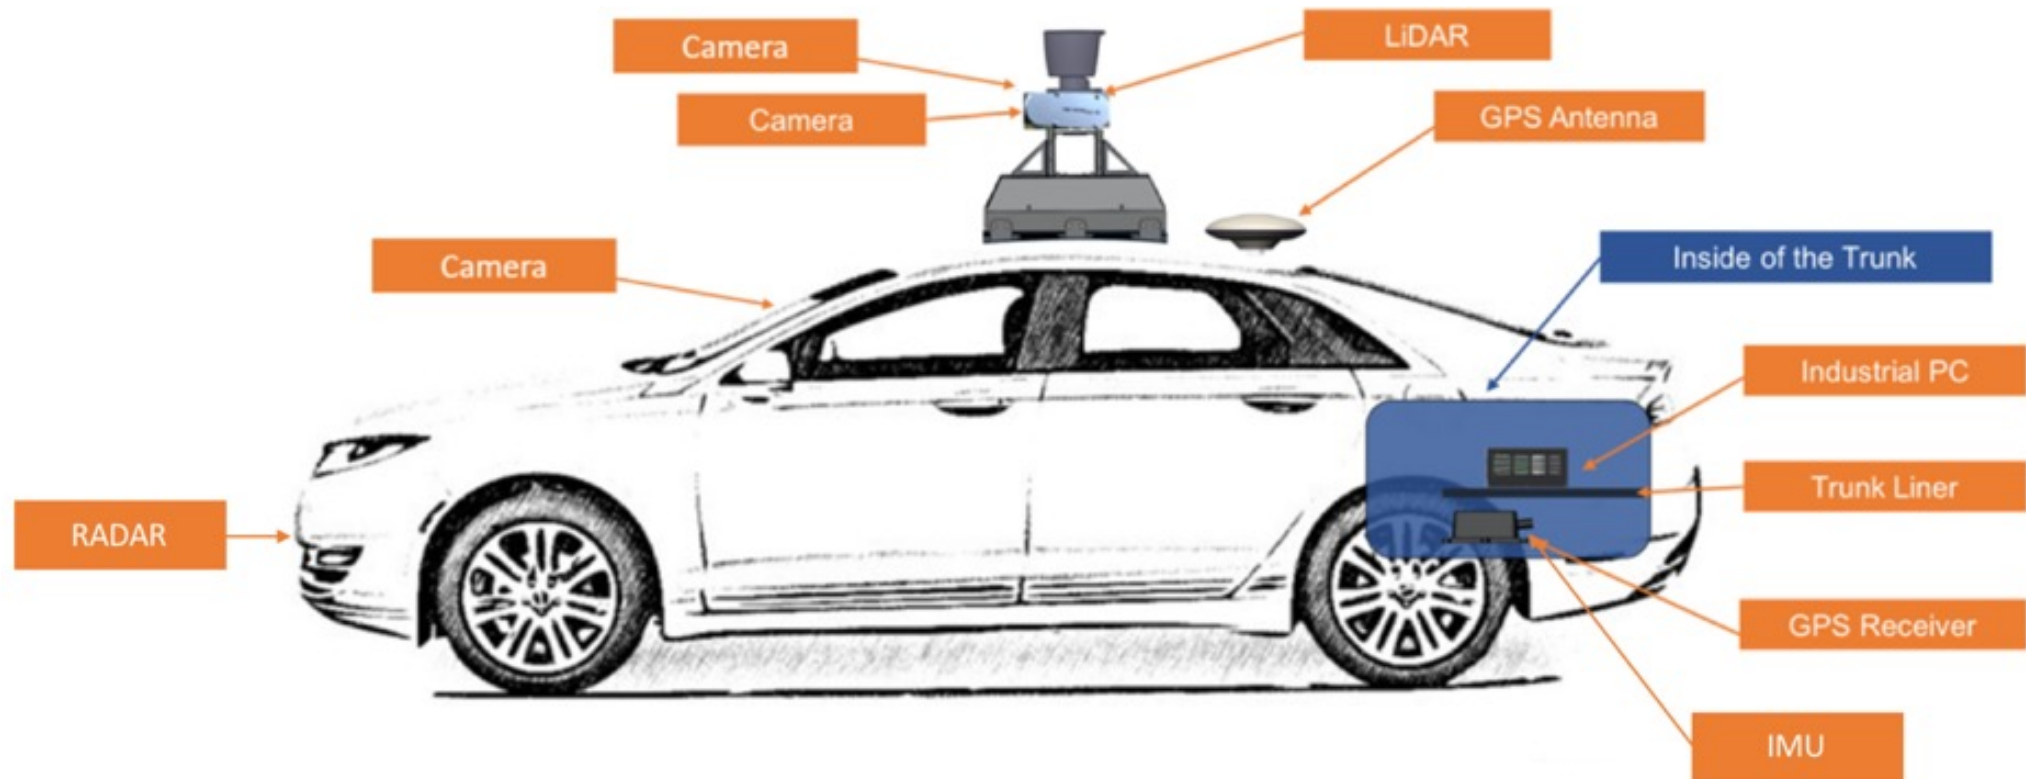 Camera
LiDAR
Camera
GPS Antenna
Camera
Inside of the Trunk
Industrial PC
Trunk Liner
RADAR
GPS Receiver
IMU